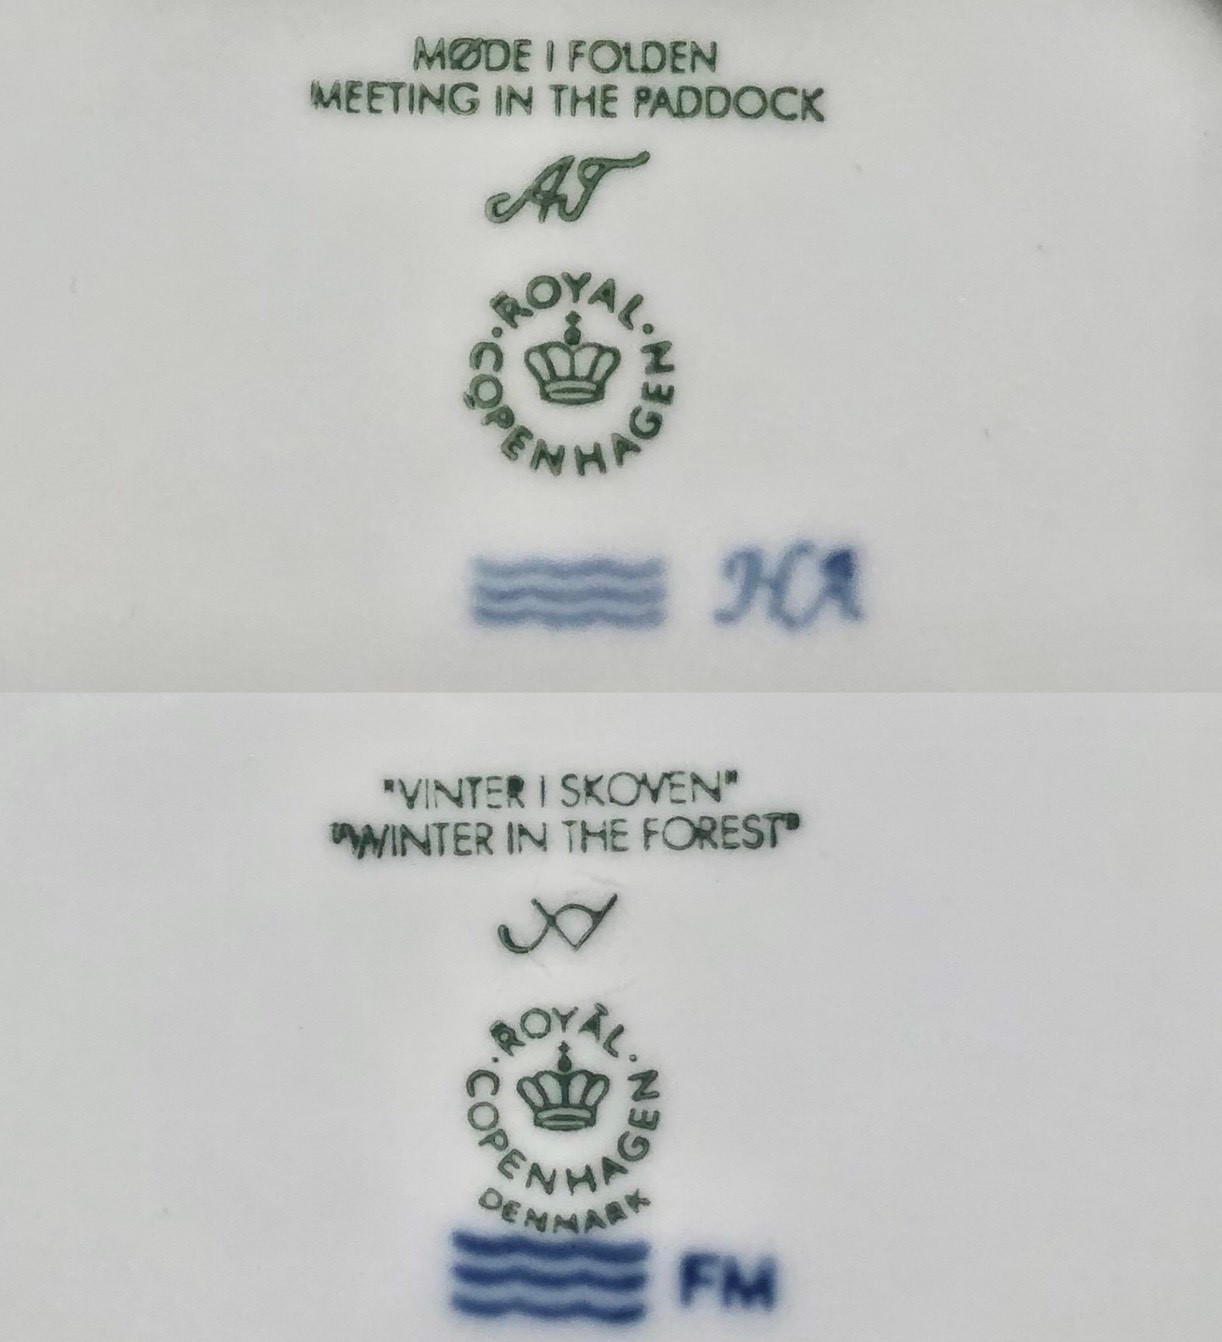 MØDE I FOLDEN
MEETING IN THE PADDOCK
AT
ROYAL · COPENHAGEN ·
HA
"VINTER I SKOVEN"
"WINTER IN THE FOREST"
ROYAL · COPENHAGEN ·
DENMARK
FM